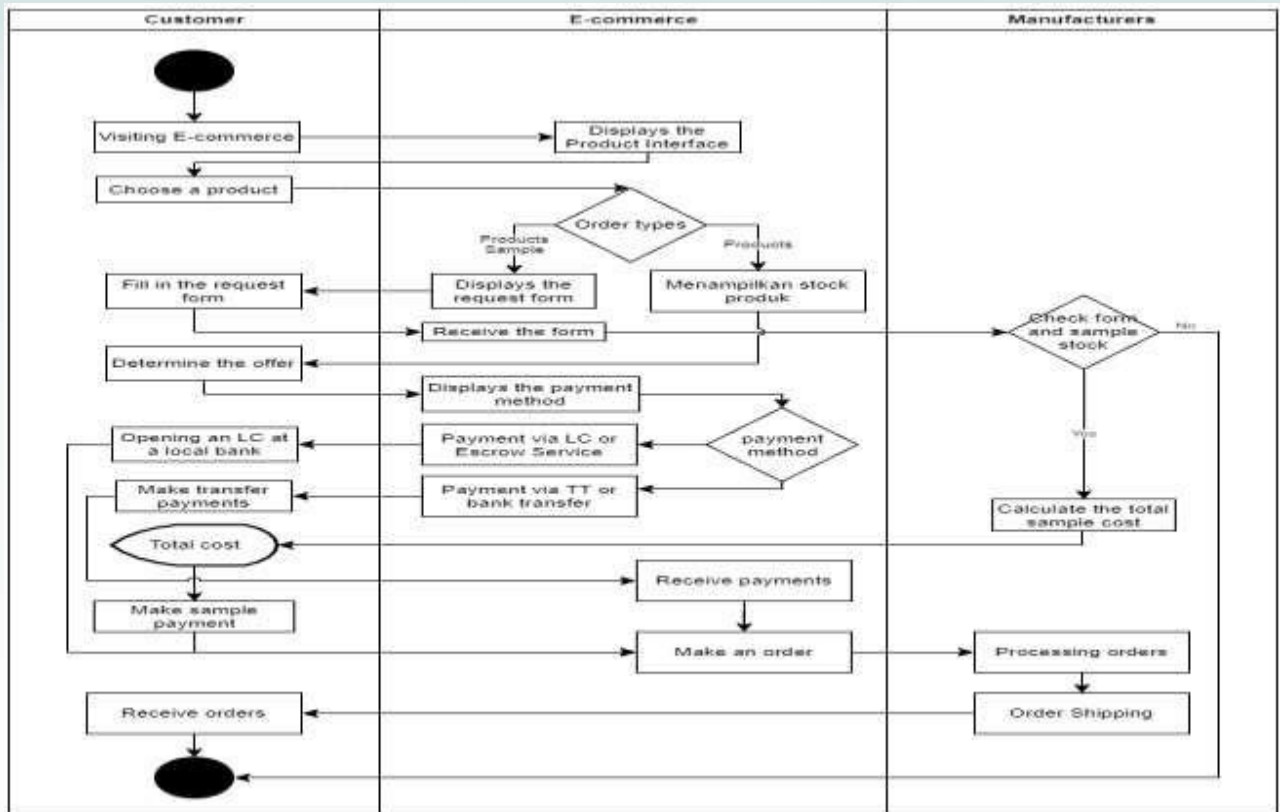 Customer
E-commerce
Manufacturers
Visiting E-commerce
Displays the
Product Interface
Choose a product
Order types
Products
Sample
Products
Fill in the request
form
Displays the
request form
Menampilkan stock
produk
Receive the form
Check form
and sample
stock
No
Determine the offer
Displays the payment
method
Opening an LC at
a local bank
Payment via LC or
Escrow Service
payment
method
Make transfer
payments
Payment via TT or
bank transfer
Calculate the total
sample cost
Total cost
Receive payments
Make sample
payment
Make an order
Processing orders
Receive orders
Order Shipping